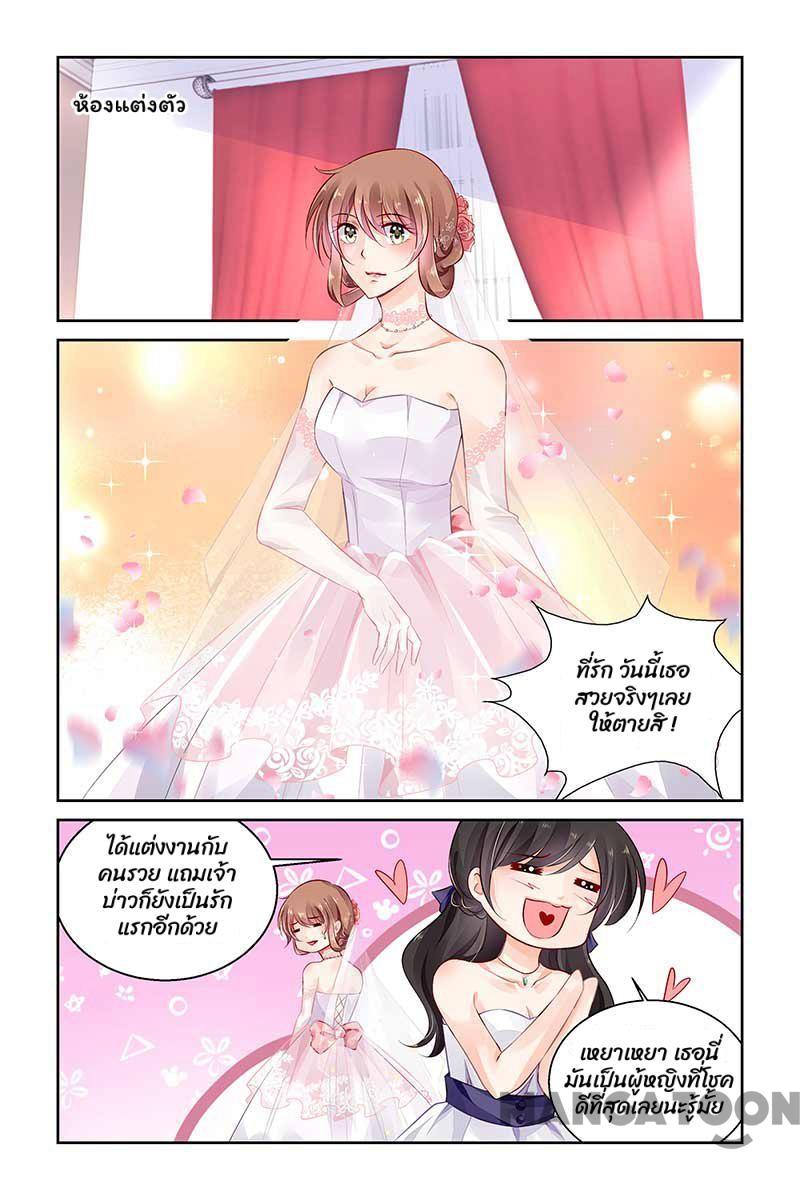 ห้องแต่งตัว
ที่รัก วันนี้เธอ
สวยจริงๆเลย
ให้ตายสิ !
ได้แต่งงานกับ
คนรวย แถมเจ้า
บ่าวก็ยังเป็นรัก
แรกอีกด้วย
เหยาเหยา เธอนี่
มันเป็นผู้หญิงที่โชค
ดีที่สุดเลยนะรู้มั้ย
MANGATOON